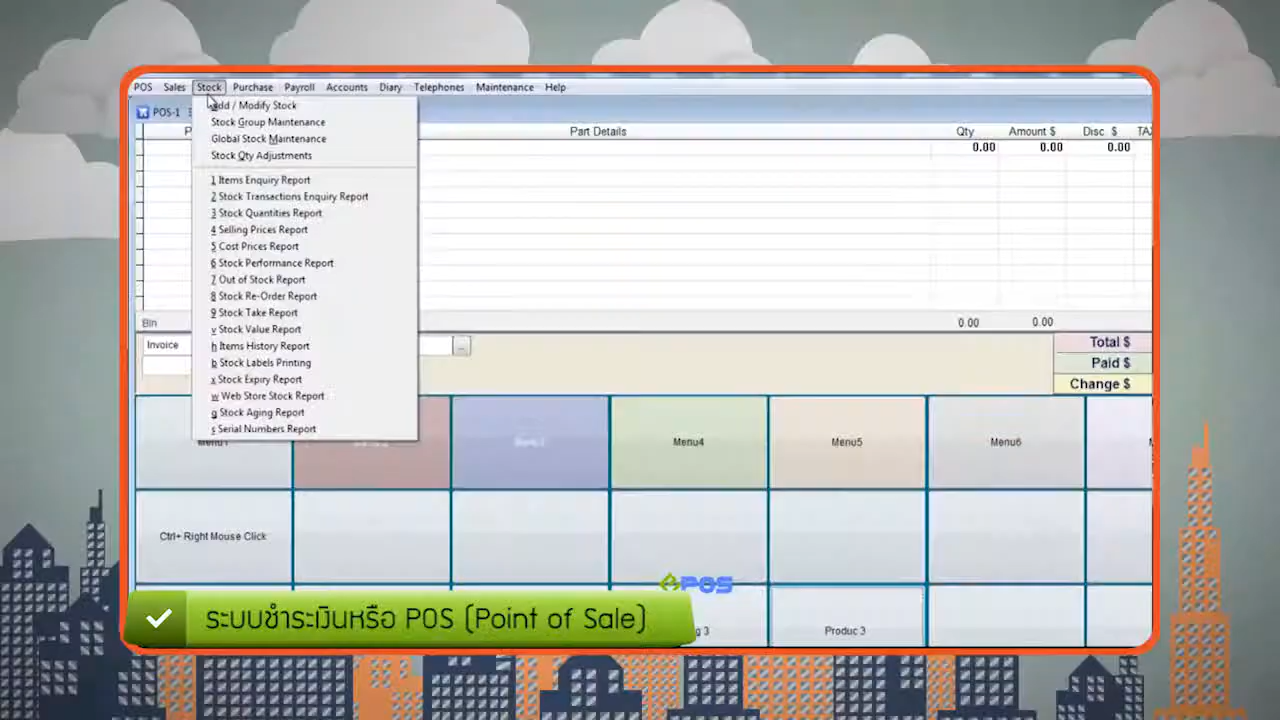 POS Sales Stock Purchase Payroll Accounts Diary Telephones Maintenance Help
POS-1
Part Details Qty Amount $ Disc $
0.00 0.00 0.00
Add / Modify Stock
Stock Group Maintenance
Global Stock Maintenance
Stock Qty Adjustments
1 Items Enquiry Report
2 Stock Transactions Enquiry Report
3 Stock Quantities Report
4 Selling Prices Report
5 Cost Prices Report
6 Stock Performance Report
7 Out of Stock Report
8 Stock Re-Order Report
9 Stock Take Report
v Stock Value Report
h Items History Report
b Stock Labels Printing
x Stock Expiry Report
w Web Store Stock Report
g Stock Aging Report
s Serial Numbers Report
Bin 0.00 0.00
Invoice ...
Total $
Paid $
Change $
Menu1 Menu4 Menu5 Menu6
Ctrl+ Right Mouse Click
POS
g 3 Produc 3
ระบบชำระเงินหรือ POS (Point of Sale)